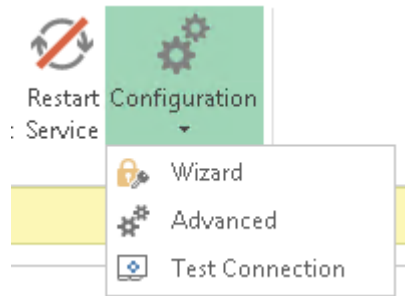 Restart Configuration
: Service
Wizard
Advanced
Test Connection